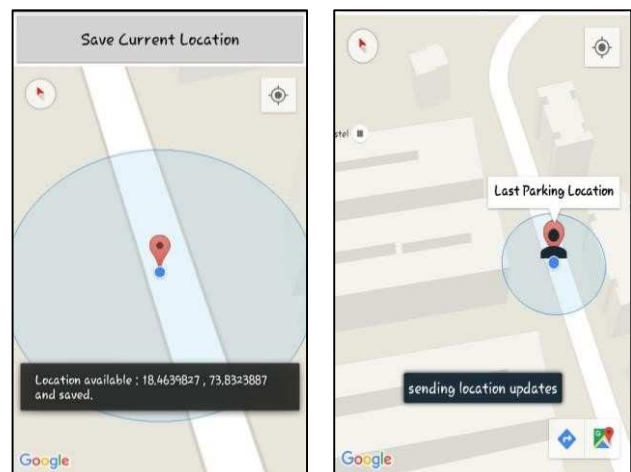 Save Current Location
Location available : 18.4639827 , 73.8323887
and saved.
Google
stel
Last Parking Location
sending location updates
Google